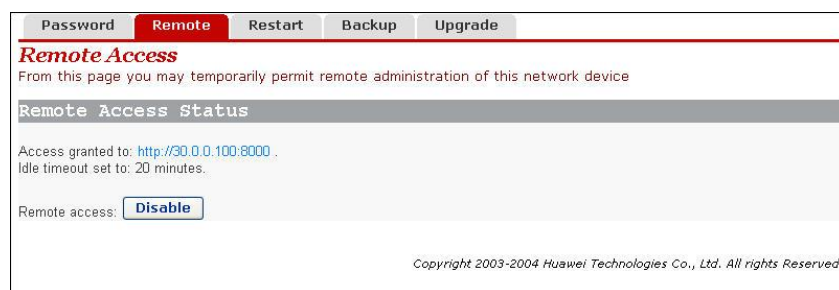 Password Remote Restart Backup Upgrade
Remote Access
From this page you may temporarily permit remote administration of this network device
Remote Access Status
Access granted to: http://30.0.0.100:8000 .
Idle timeout set to: 20 minutes.
Remote access: Disable
Copyright 2003-2004 Huawei Technologies Co., Ltd. All rights Reserved